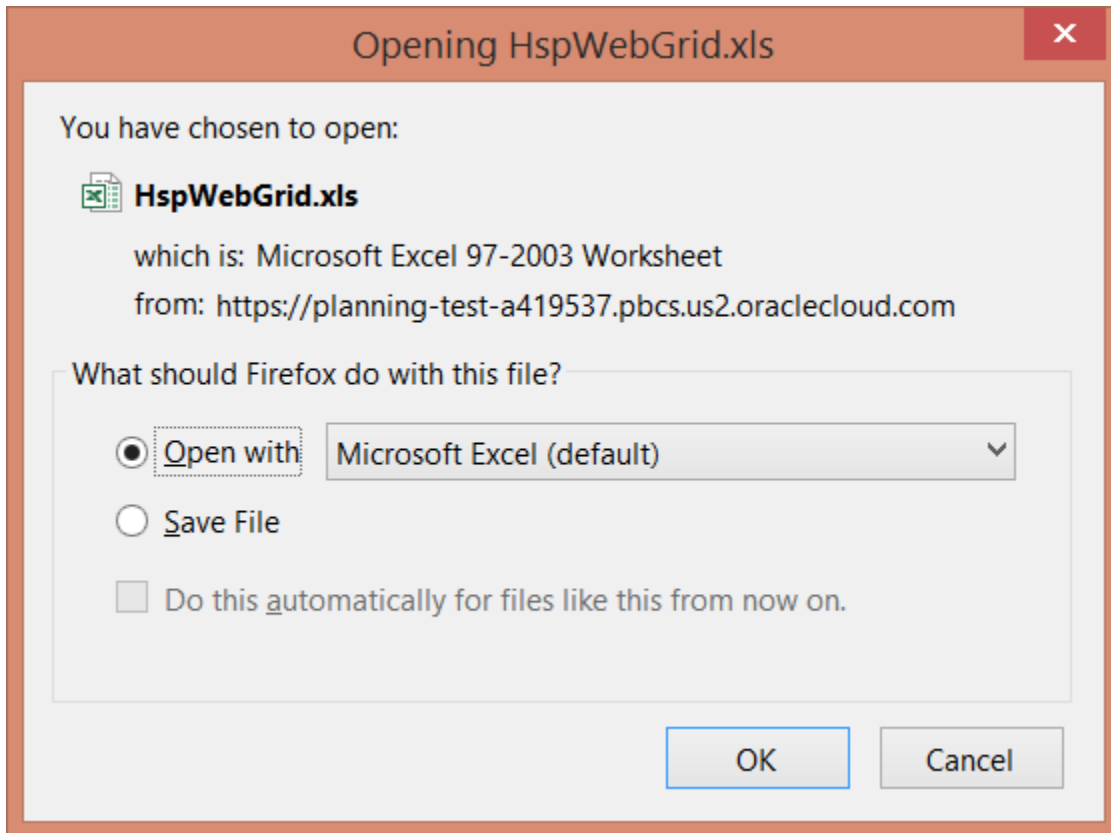 Opening HspWebGrid.xls
You have chosen to open:
HspWebGrid.xls
which is: Microsoft Excel 97-2003 Worksheet
from: https://planning-test-a419537.pbcs.us2.oraclecloud.com
What should Firefox do with this file?
Open with Microsoft Excel (default)
Save File
Do this automatically for files like this from now on.
OK Cancel